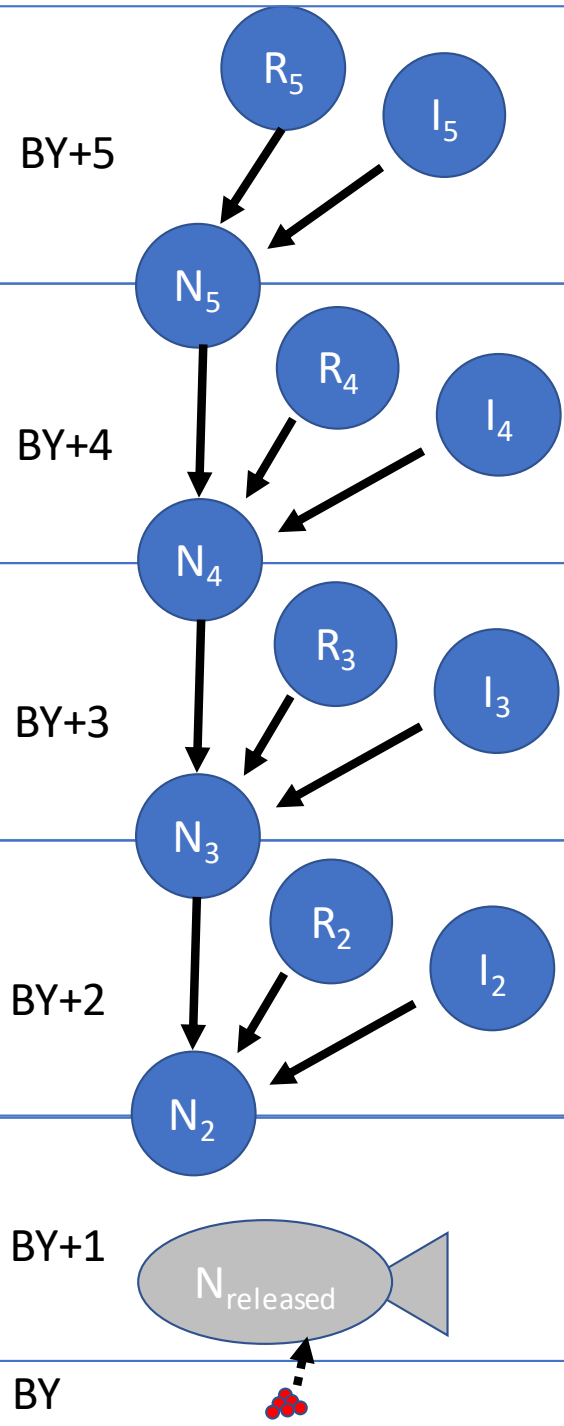 R₅
I₅
BY+5
N₅
R₄
I₄
BY+4
N₄
R₃
I₃
BY+3
N₃
R₂
I₂
BY+2
N₂
BY+1
N_released
BY